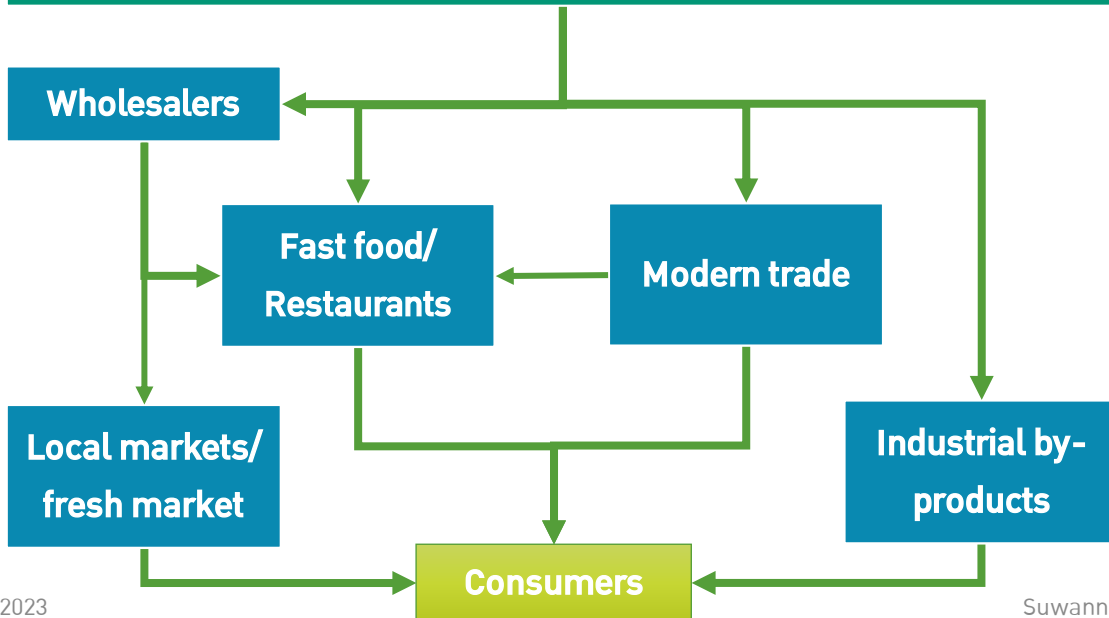 Wholesalers
Fast food/
Restaurants
Modern trade
Local markets/
fresh market
Industrial by-
products
Consumers
2023
Suwann